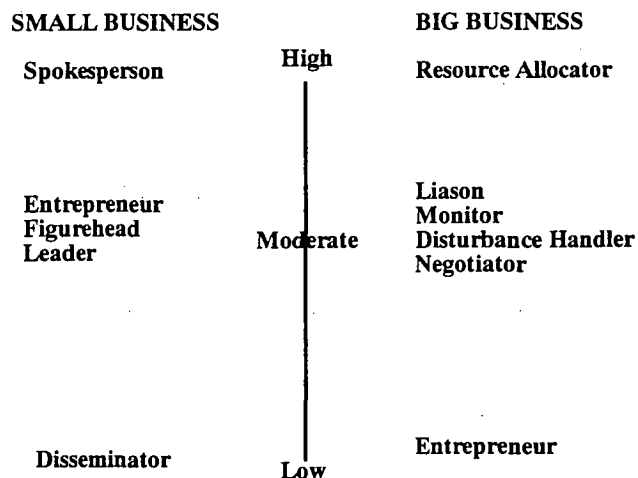 SMALL BUSINESS
BIG BUSINESS
High
Spokesperson
Resource Allocator
Entrepreneur
Figurehead
Leader
Moderate
Liason
Monitor
Disturbance Handler
Negotiator
Disseminator
Low
Entrepreneur